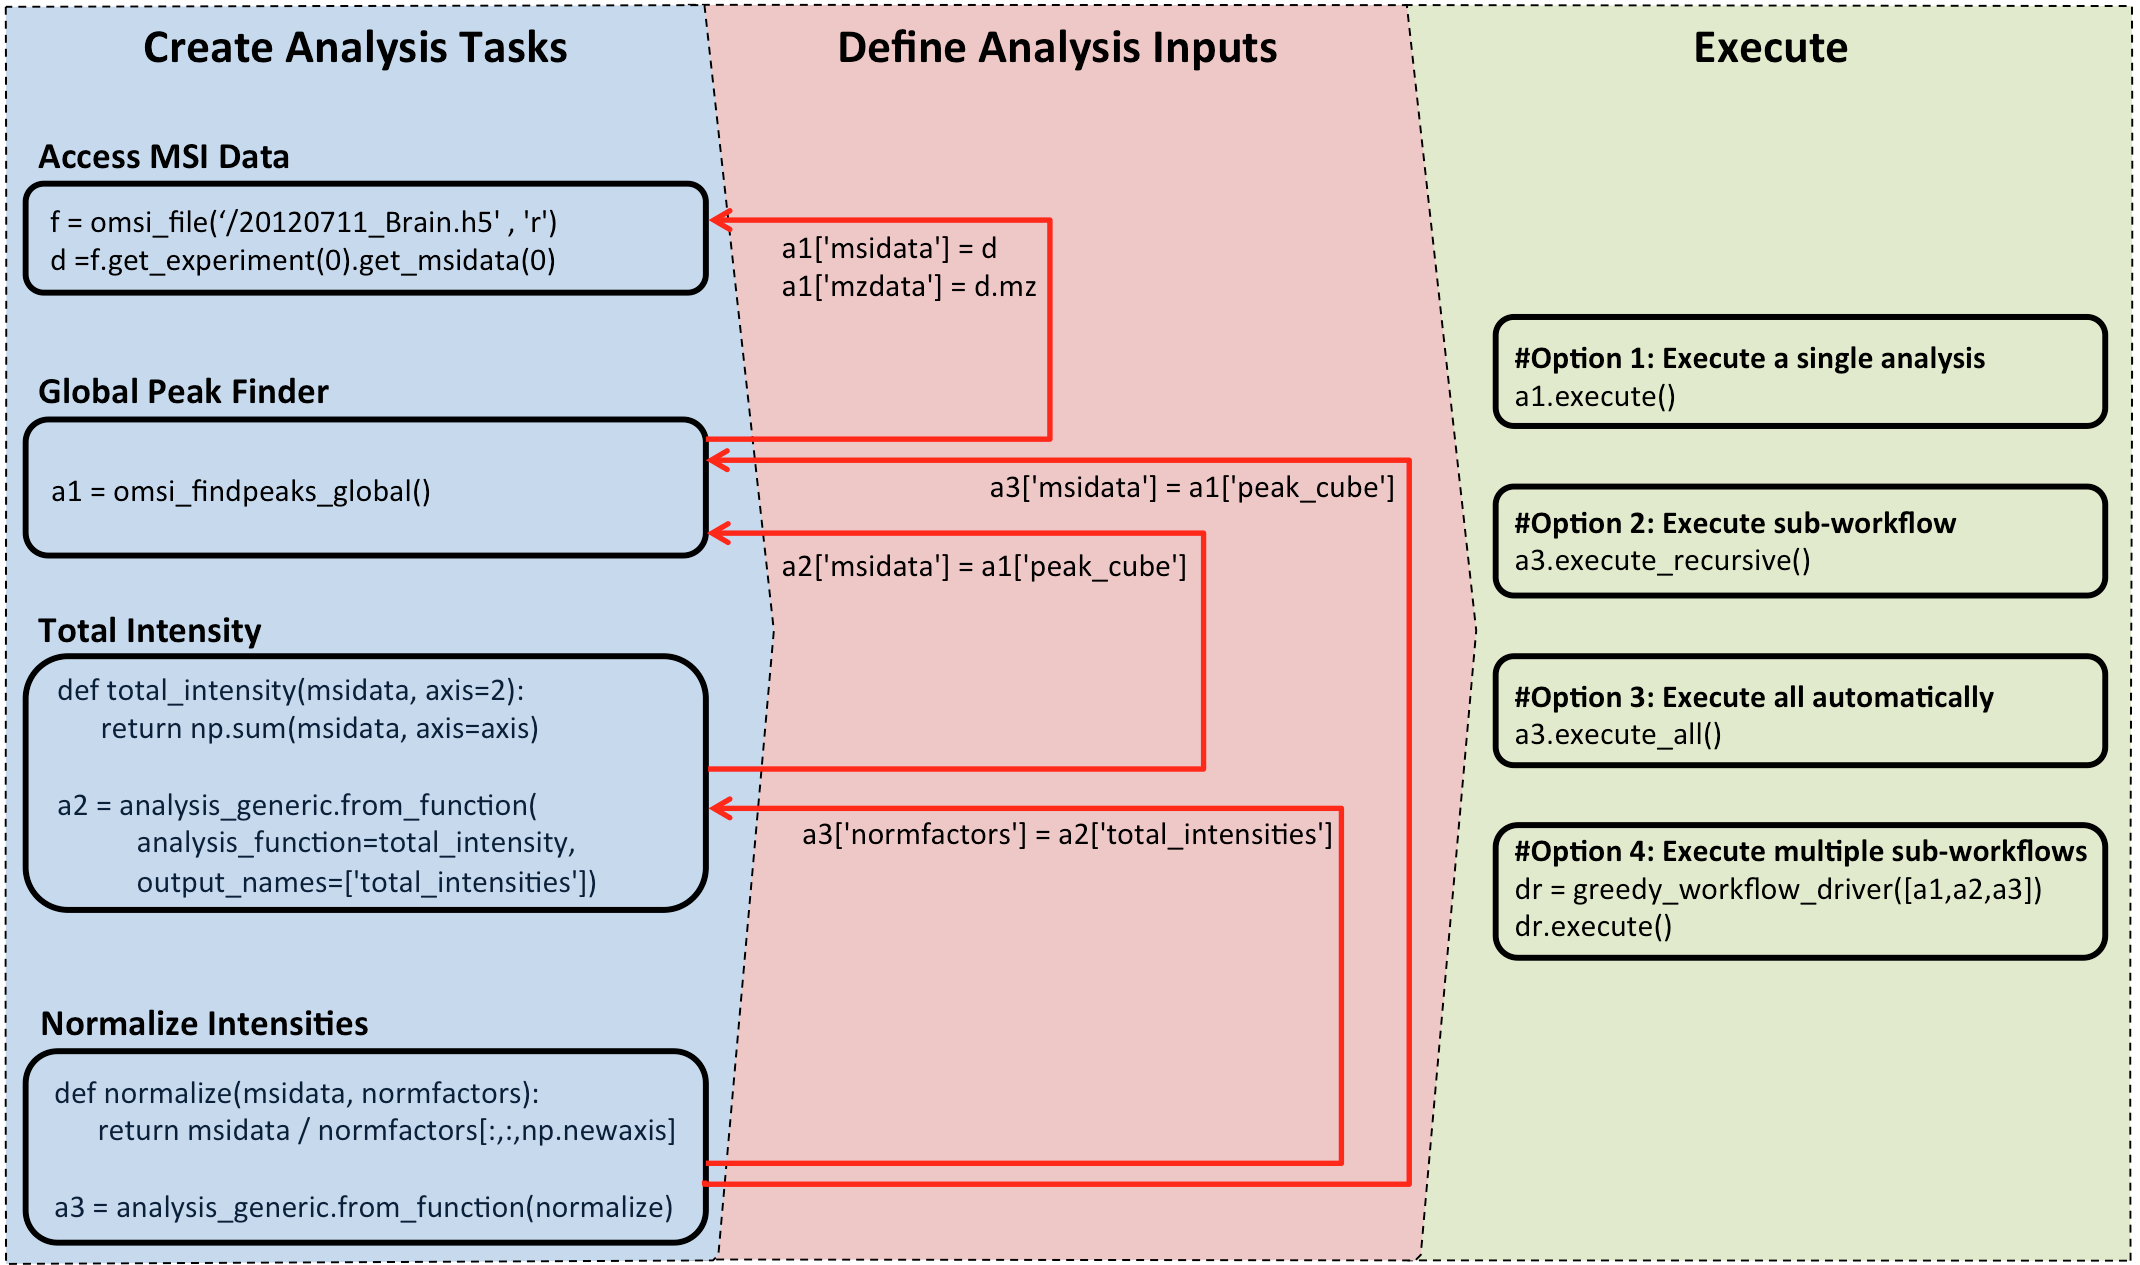 Create Analysis Tasks
Access MSI Data
f = omsi_file(‘/20120711_Brain.h5' , 'r')
d =f.get_experiment(0).get_msidata(0)
Global Peak Finder
a1 = omsi_findpeaks_global()
Total Intensity
def total_intensity(msidata, axis=2):
return np.sum(msidata, axis=axis)
a2 = analysis_generic.from_function(
analysis_function=total_intensity,
output_names=['total_intensities'])
Normalize Intensities
def normalize(msidata, normfactors):
return msidata / normfactors[:,:,np.newaxis]
a3 = analysis_generic.from_function(normalize)
Define Analysis Inputs
a1['msidata'] = d
a1['mzdata'] = d.mz
a3['msidata'] = a1['peak_cube']
a2['msidata'] = a1['peak_cube']
a3['normfactors'] = a2['total_intensities']
Execute
#Option 1: Execute a single analysis
a1.execute()
#Option 2: Execute sub-workflow
a3.execute_recursive()
#Option 3: Execute all automatically
a3.execute_all()
#Option 4: Execute multiple sub-workflows
dr = greedy_workflow_driver([a1,a2,a3])
dr.execute()